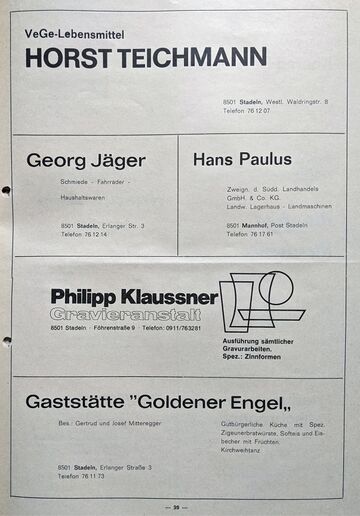 VeGe-Lebensmittel
HORST TEICHMANN
8501 Stadeln, Westl. Waldringstr. 8
Telefon 76 12 07
Georg Jäger
Schmiede - Fahrräder -
Haushaltswaren
8501 Stadeln, Erlanger Str. 3
Telefon 76 12 14
Hans Paulus
Zweign. d. Südd. Landhandels
GmbH. & Co. KG.
Landw. Lagerhaus - Landmaschinen
8501 Mannhof, Post Stadeln
Telefon 76 17 61
Philipp Klaussner
Gravieranstalt
8501 Stadeln · Föhrenstraße 9 · Telefon: 0911/763281
Ausführung sämtlicher
Gravurarbeiten.
Spez.: Zinnformen
Gaststätte "Goldener Engel„
Bes.: Gertrud und Josef Mitteregger
Gutbürgerliche Küche mit Spez.
Zigeunerbratwürste, Softeis und Eis-
becher mit Früchten.
Kirchweihtanz
8501 Stadeln, Erlanger Straße 3
Telefon 76 11 73